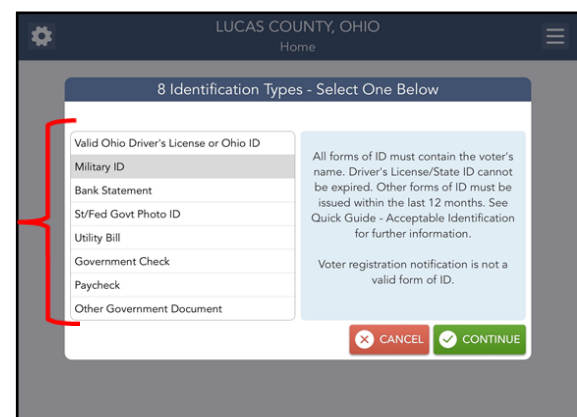 LUCAS COUNTY, OHIO
Home
8 Identification Types - Select One Below
Valid Ohio Driver's License or Ohio ID
Military ID
Bank Statement
St/Fed Govt Photo ID
Utility Bill
Government Check
Paycheck
Other Government Document
All forms of ID must contain the voter's
name. Driver's License/State ID cannot
be expired. Other forms of ID must be
issued within the last 12 months. See
Quick Guide - Acceptable Identification
for further information.
Voter registration notification is not a
valid form of ID.
CANCEL
CONTINUE